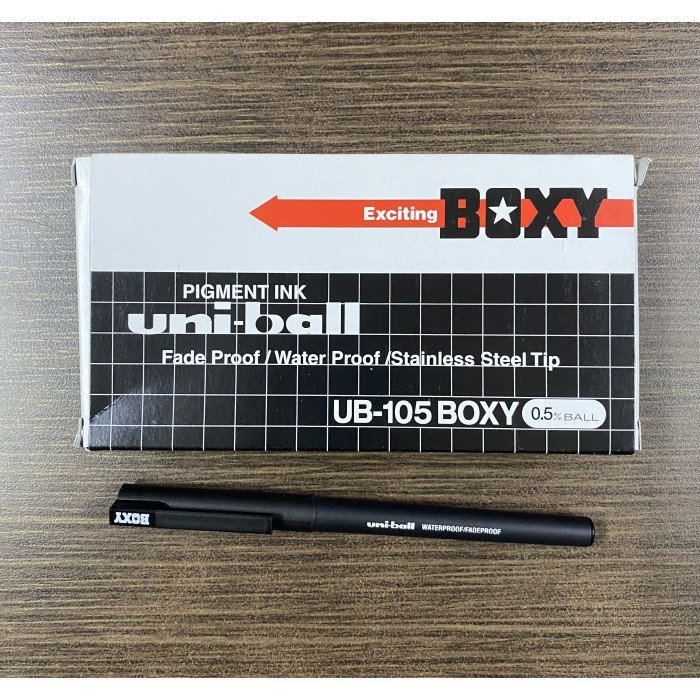 Exciting BOXY
PIGMENT INK
uni-ball
Fade Proof / Water Proof /Stainless Steel Tip
UB-105 BOXY 0.5㎜ BALL
BOXY
uni-ball WATERPROOF/FADEPROOF